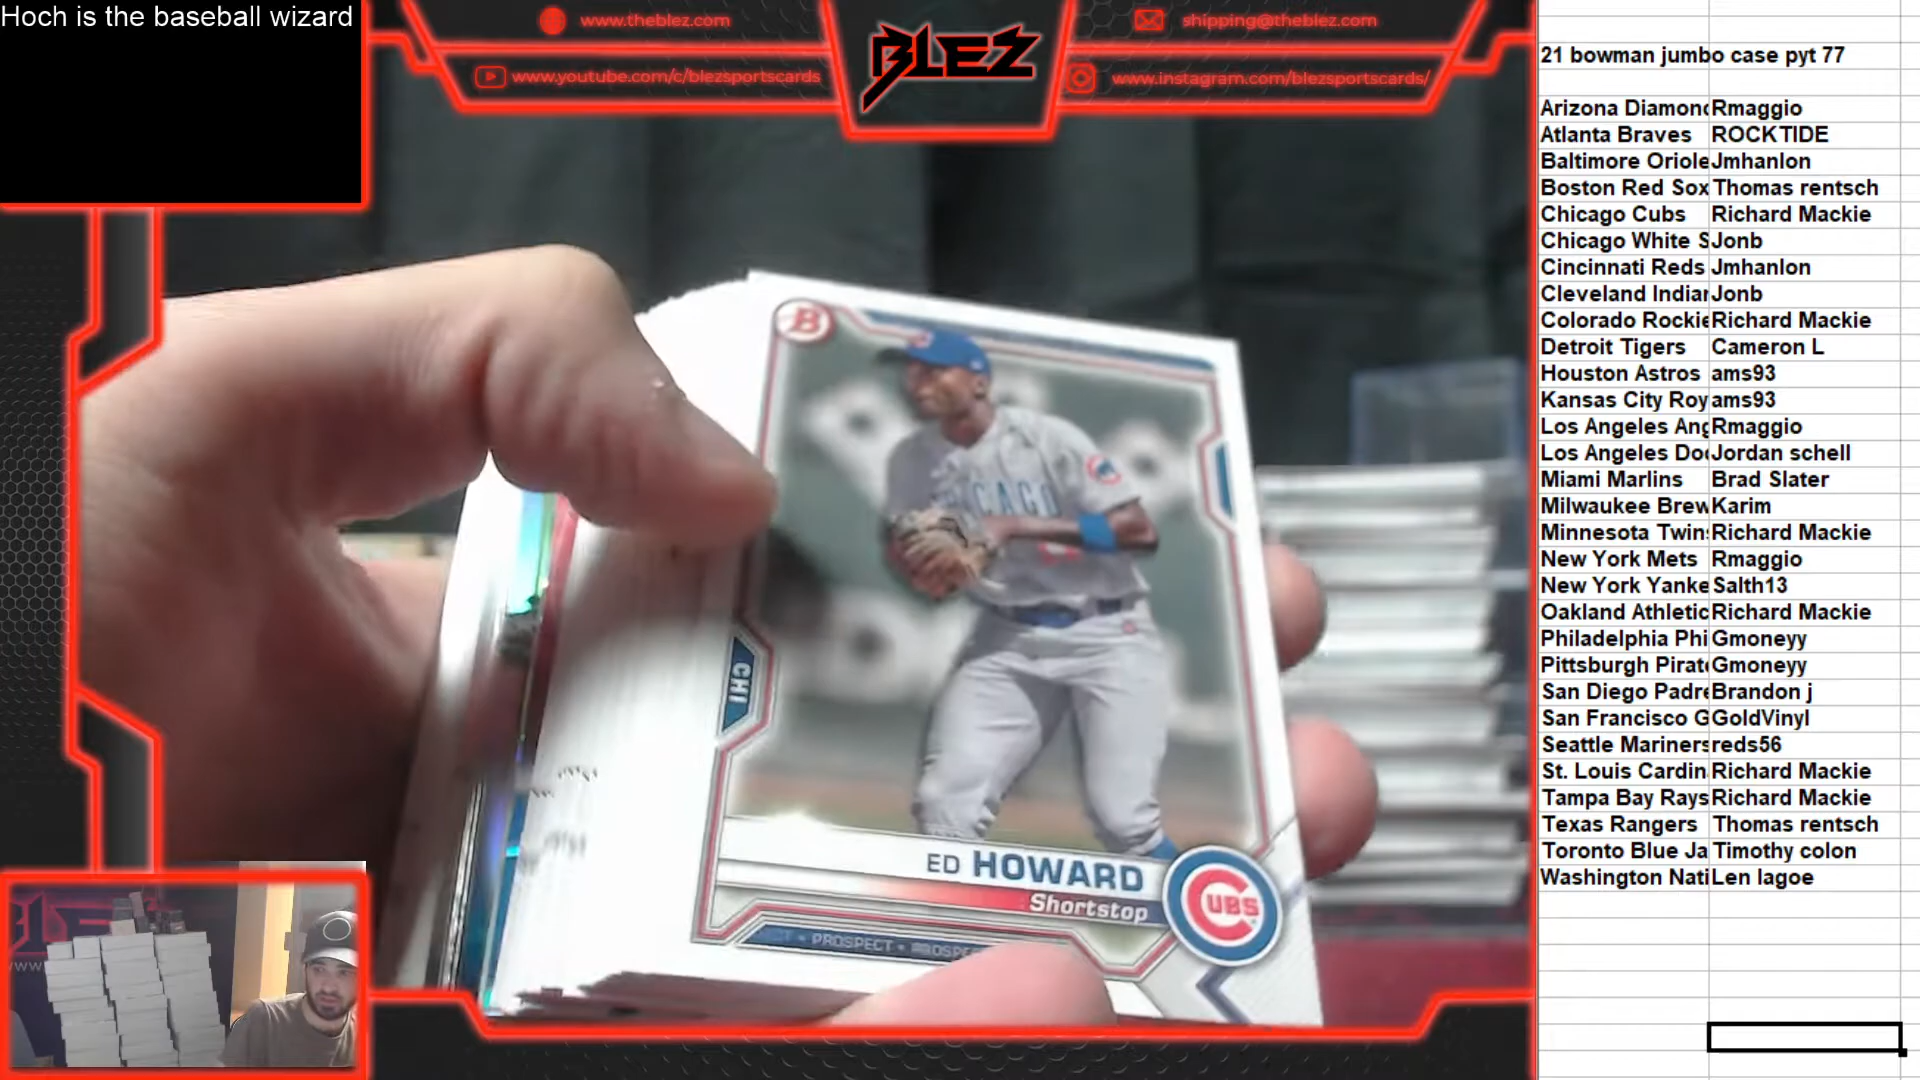 Hoch is the baseball wizard
www.theblez.com
shipping@theblez.com
BLEZ
www.youtube.com/c/blezsportscards
www.instagram.com/blezsportscards/
B
CHICAGO
CHI
ED HOWARD
Shortstop
CUBS
PROSPECT
21 bowman jumbo case pyt 77
Arizona Diamond Rmaggio
Atlanta Braves ROCKTIDE
Baltimore Oriole Jmhanlon
Boston Red Sox Thomas rentsch
Chicago Cubs Richard Mackie
Chicago White S Jonb
Cincinnati Reds Jmhanlon
Cleveland Indian Jonb
Colorado Rockie Richard Mackie
Detroit Tigers Cameron L
Houston Astros ams93
Kansas City Roy ams93
Los Angeles Ang Rmaggio
Los Angeles Dod Jordan schell
Miami Marlins Brad Slater
Milwaukee Brew Karim
Minnesota Twins Richard Mackie
New York Mets Rmaggio
New York Yanke Salth13
Oakland Athletic Richard Mackie
Philadelphia Phi Gmoneyy
Pittsburgh Pirate Gmoneyy
San Diego Padre Brandon j
San Francisco G GoldVinyl
Seattle Mariners reds56
St. Louis Cardin Richard Mackie
Tampa Bay Rays Richard Mackie
Texas Rangers Thomas rentsch
Toronto Blue Ja Timothy colon
Washington Nati Len lagoe